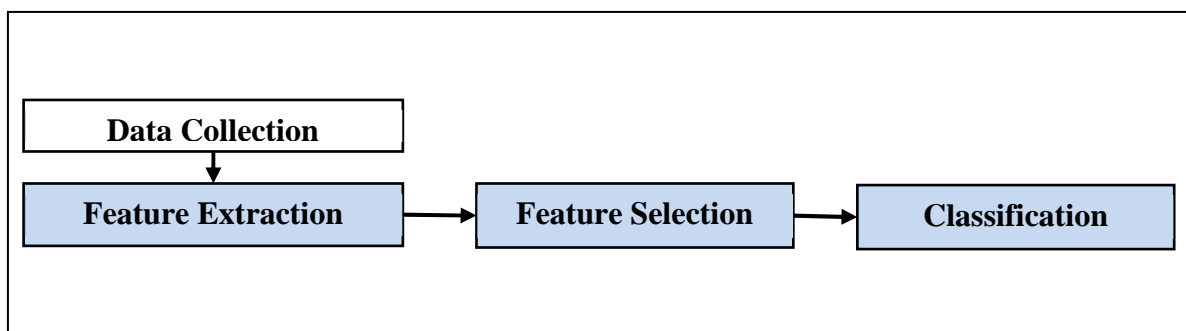 Data Collection
Feature Extraction
Feature Selection
Classification